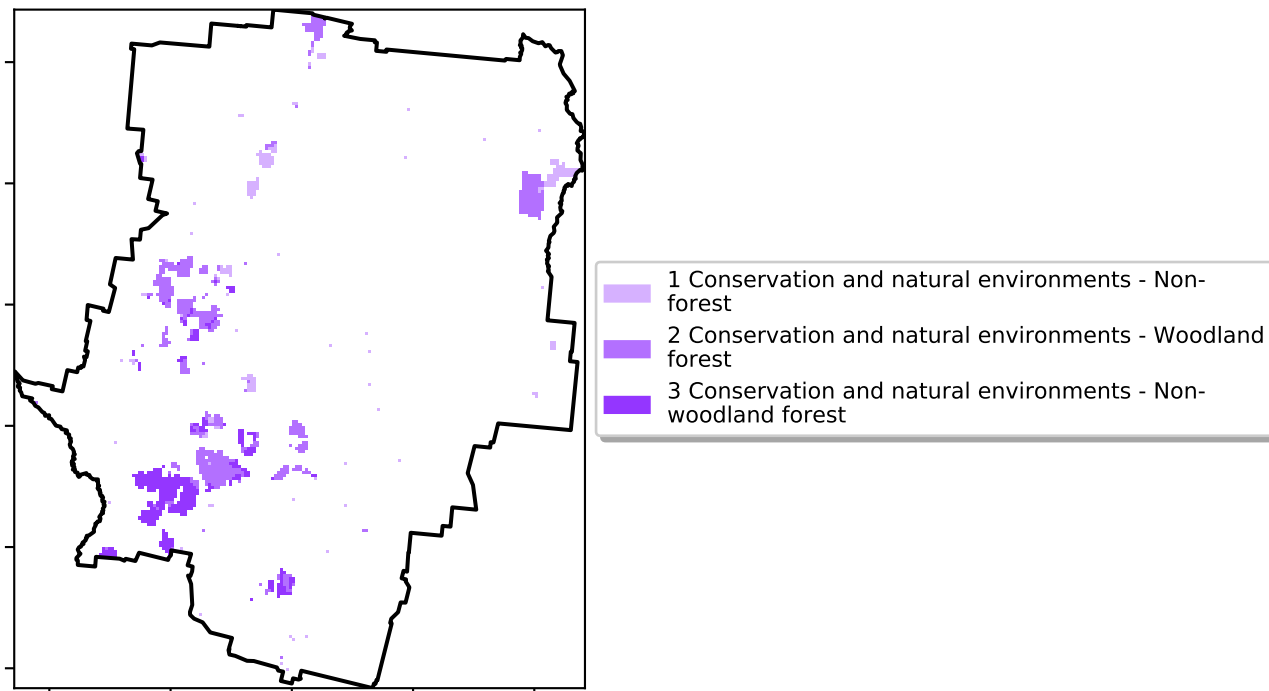 1 Conservation and natural environments - Non-
forest
2 Conservation and natural environments - Woodland
forest
3 Conservation and natural environments - Non-
woodland forest